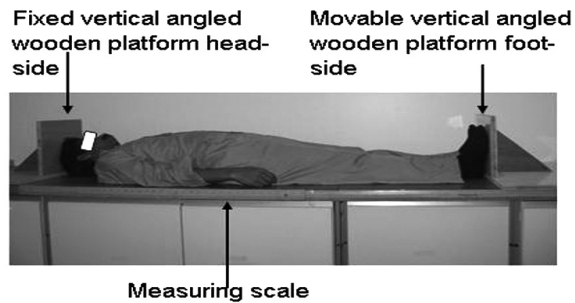 Fixed vertical angled
wooden platform head-
side
Movable vertical angled
wooden platform foot-
side
Measuring scale